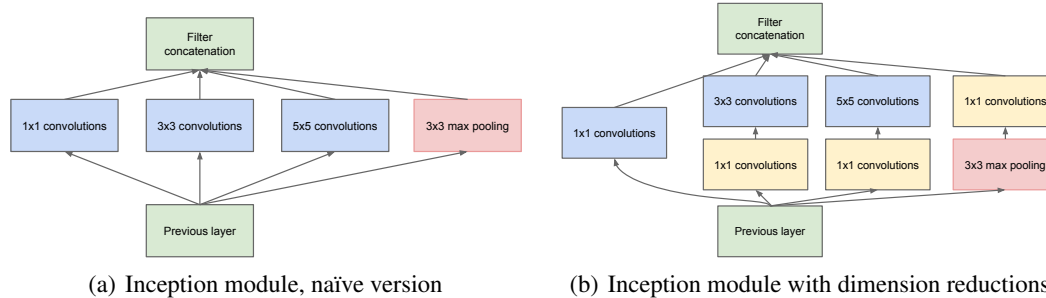 Filter
concatenation
1x1 convolutions
3x3 convolutions
5x5 convolutions
3x3 max pooling
Previous layer
(a) Inception module, naïve version
Filter
concatenation
3x3 convolutions
5x5 convolutions
1x1 convolutions
1x1 convolutions
1x1 convolutions
1x1 convolutions
3x3 max pooling
Previous layer
(b) Inception module with dimension reductions